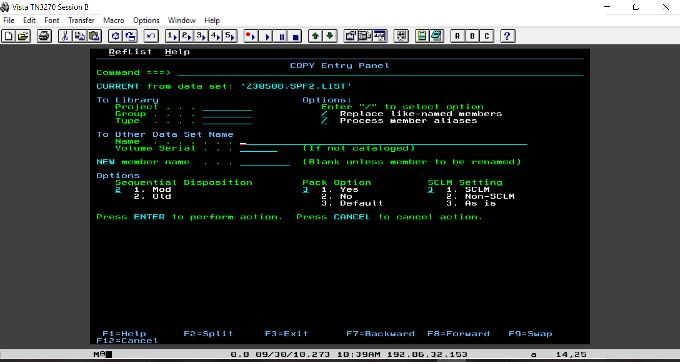 Vista TN3270 Session B
File Edit Font Transfer Macro Options Window Help
1 2 3 4 5 A B C ?
RefList Help
COPY Entry Panel
Command ===>
CURRENT from data set: 'Z30500.SPF2.LIST'
To Library Options:
Project . . . Enter "/" to select option
Group . . . . / Replace like-named members
Type . . . . / Process member aliases
To Other Data Set Name
Name . . . . . . .
Volume Serial . . . (If not cataloged)
NEW member name . . . (Blank unless member to be renamed)
Options
Sequential Disposition Pack Option SCLM Setting
2 1. Mod 3 1. Yes 3 1. SCLM
2. Old 2. No 2. Non-SCLM
3. Default 3. As is
Press ENTER to perform action. Press CANCEL to cancel action.
F1=Help F2=Split F3=Exit F7=Backward F8=Forward F9=Swap
F12=Cancel
0.0 09/30/10.273 10:39AM 192.86.32.153 a 14,25